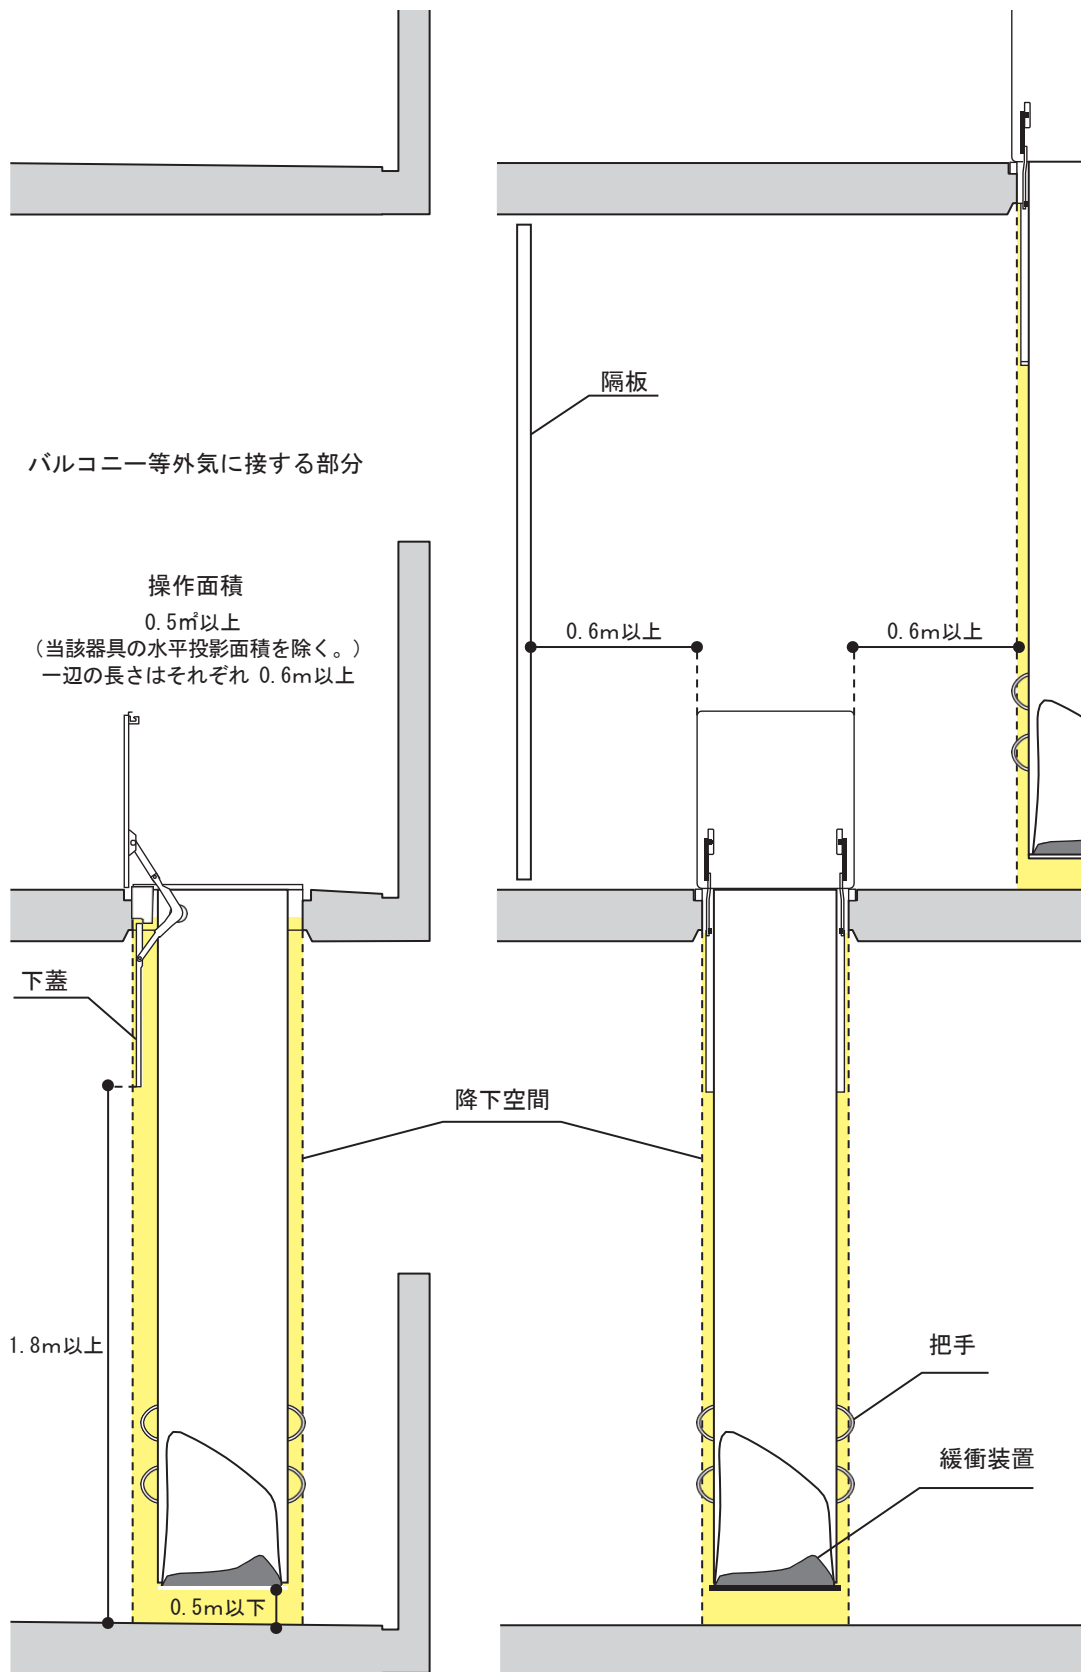 隔板
バルコニー等外気に接する部分
操作面積
0.5㎡以上
（当該器具の水平投影面積を除く。）
一辺の長さはそれぞれ 0.6m以上
0.6m以上
0.6m以上
下蓋
降下空間
1.8m以上
把手
緩衝装置
0.5m以下